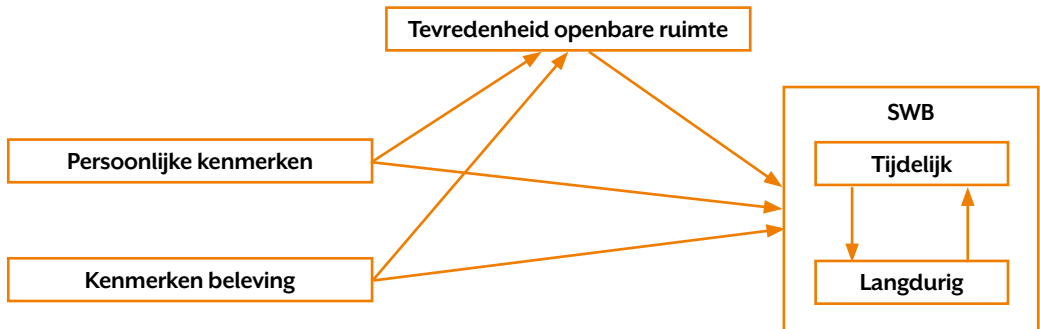 Tevredenheid openbare ruimte
SWB
Persoonlijke kenmerken
Tijdelijk
Kenmerken beleving
Langdurig